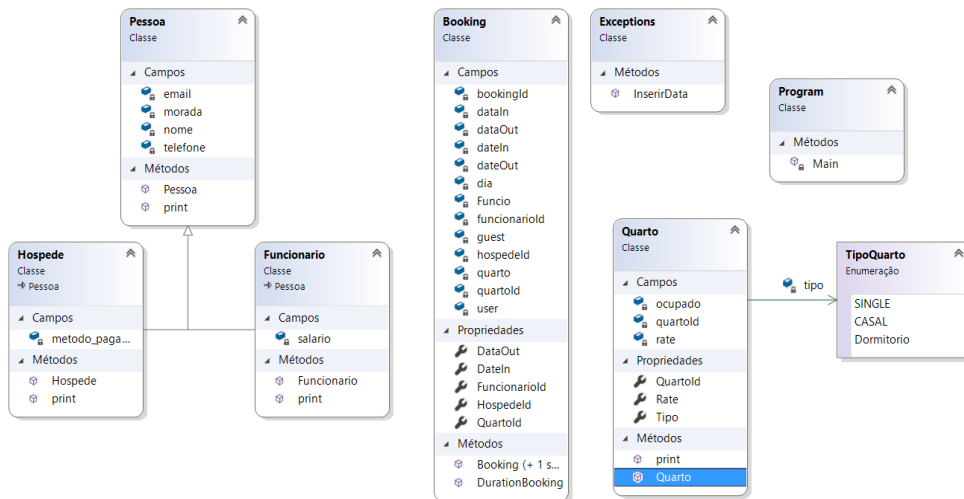 Pessoa
Classe
Campos
email
morada
nome
telefone
Métodos
Pessoa
print
Hospede
Classe
Pessoa
Campos
metodo_paga...
Métodos
Hospede
print
Funcionario
Classe
Pessoa
Campos
salario
Métodos
Funcionario
print
Booking
Classe
Campos
bookingId
dataIn
dataOut
dateIn
dateOut
dia
Funcio
funcionarioId
guest
hospedeId
quarto
quartoId
user
Propriedades
DataOut
DateIn
FuncionarioId
HospedeId
QuartoId
Métodos
Booking (+ 1 s...
DurationBooking
Exceptions
Classe
Métodos
InserirData
Program
Classe
Métodos
Main
Quarto
Classe
Campos
ocupado
quartoId
rate
Propriedades
QuartoId
Rate
Tipo
Métodos
print
Quarto
tipo
TipoQuarto
Enumeração
SINGLE
CASAL
Dormitorio